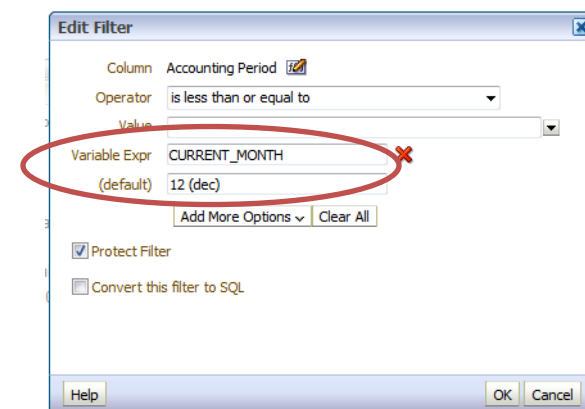 Edit Filter
Column Accounting Period
Operator is less than or equal to
Value
Variable Expr CURRENT_MONTH
(default) 12 (dec)
Add More Options Clear All
Protect Filter
Convert this filter to SQL
Help OK Cancel